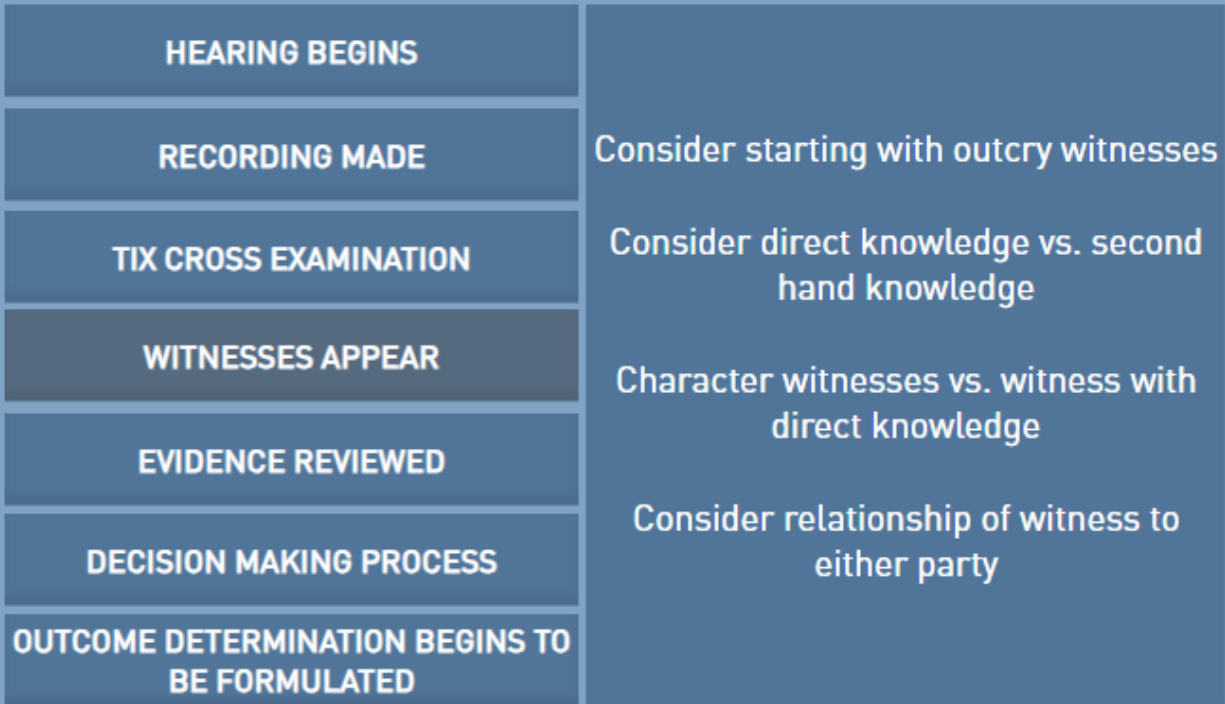 HEARING BEGINS
RECORDING MADE
TIX CROSS EXAMINATION
WITNESSES APPEAR
EVIDENCE REVIEWED
DECISION MAKING PROCESS
OUTCOME DETERMINATION BEGINS TO
BE FORMULATED
Consider starting with outcry witnesses
Consider direct knowledge vs. second
hand knowledge
Character witnesses vs. witness with
direct knowledge
Consider relationship of witness to
either party